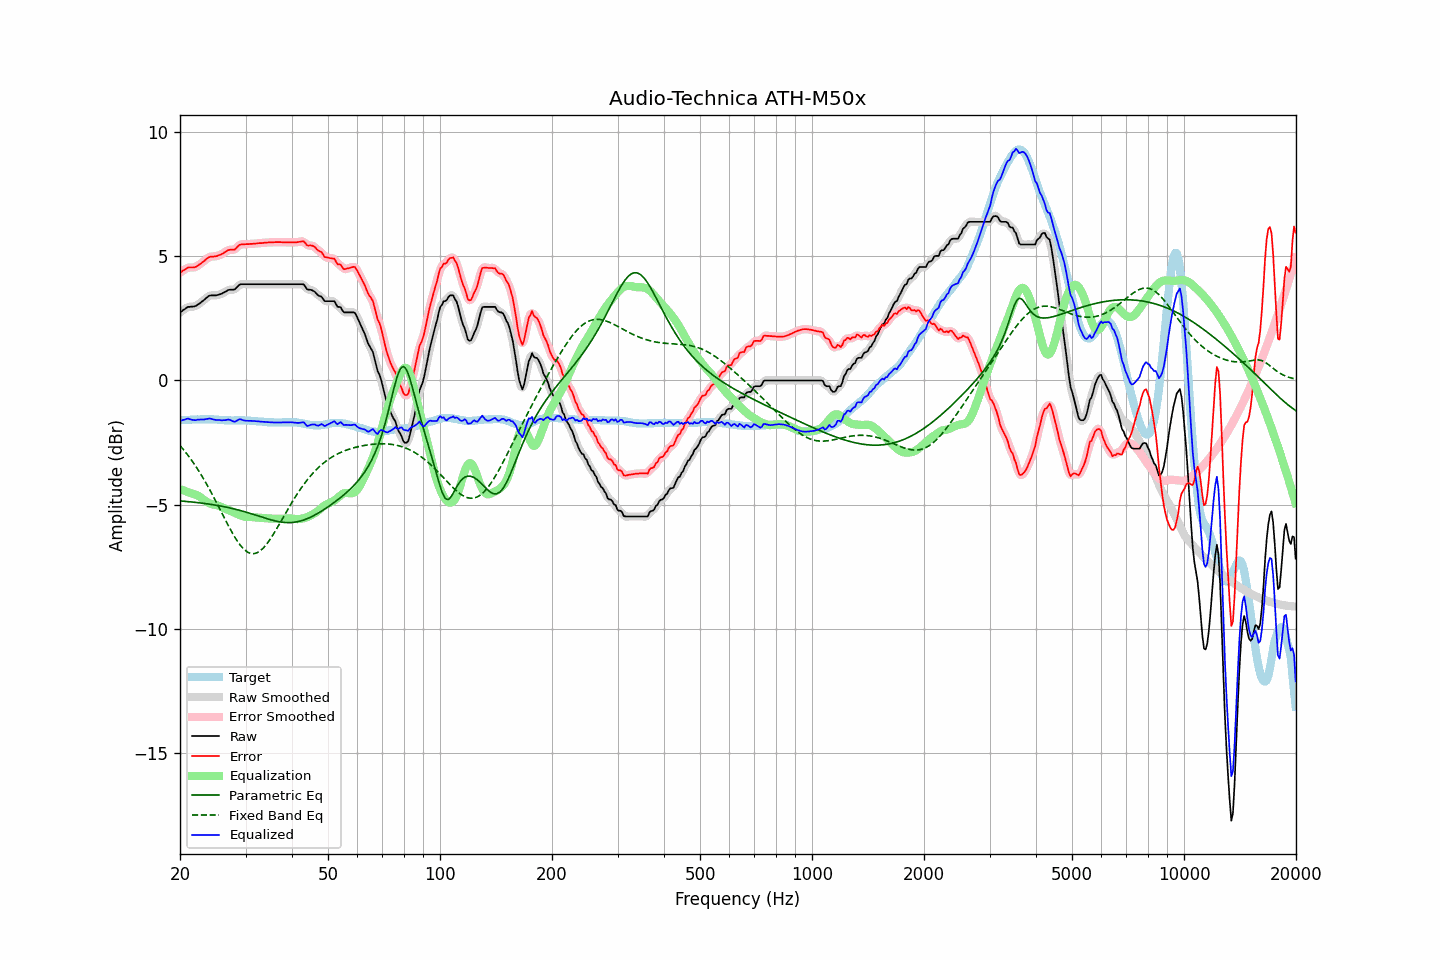 Audio-Technica ATH-M50x
Amplitude (dBr)
10
5
0
−5
−10
−15
Target
Raw Smoothed
Error Smoothed
Raw
Error
Equalization
Parametric Eq
Fixed Band Eq
Equalized
20 50 100 200 500 1000 2000 5000 10000 20000
Frequency (Hz)